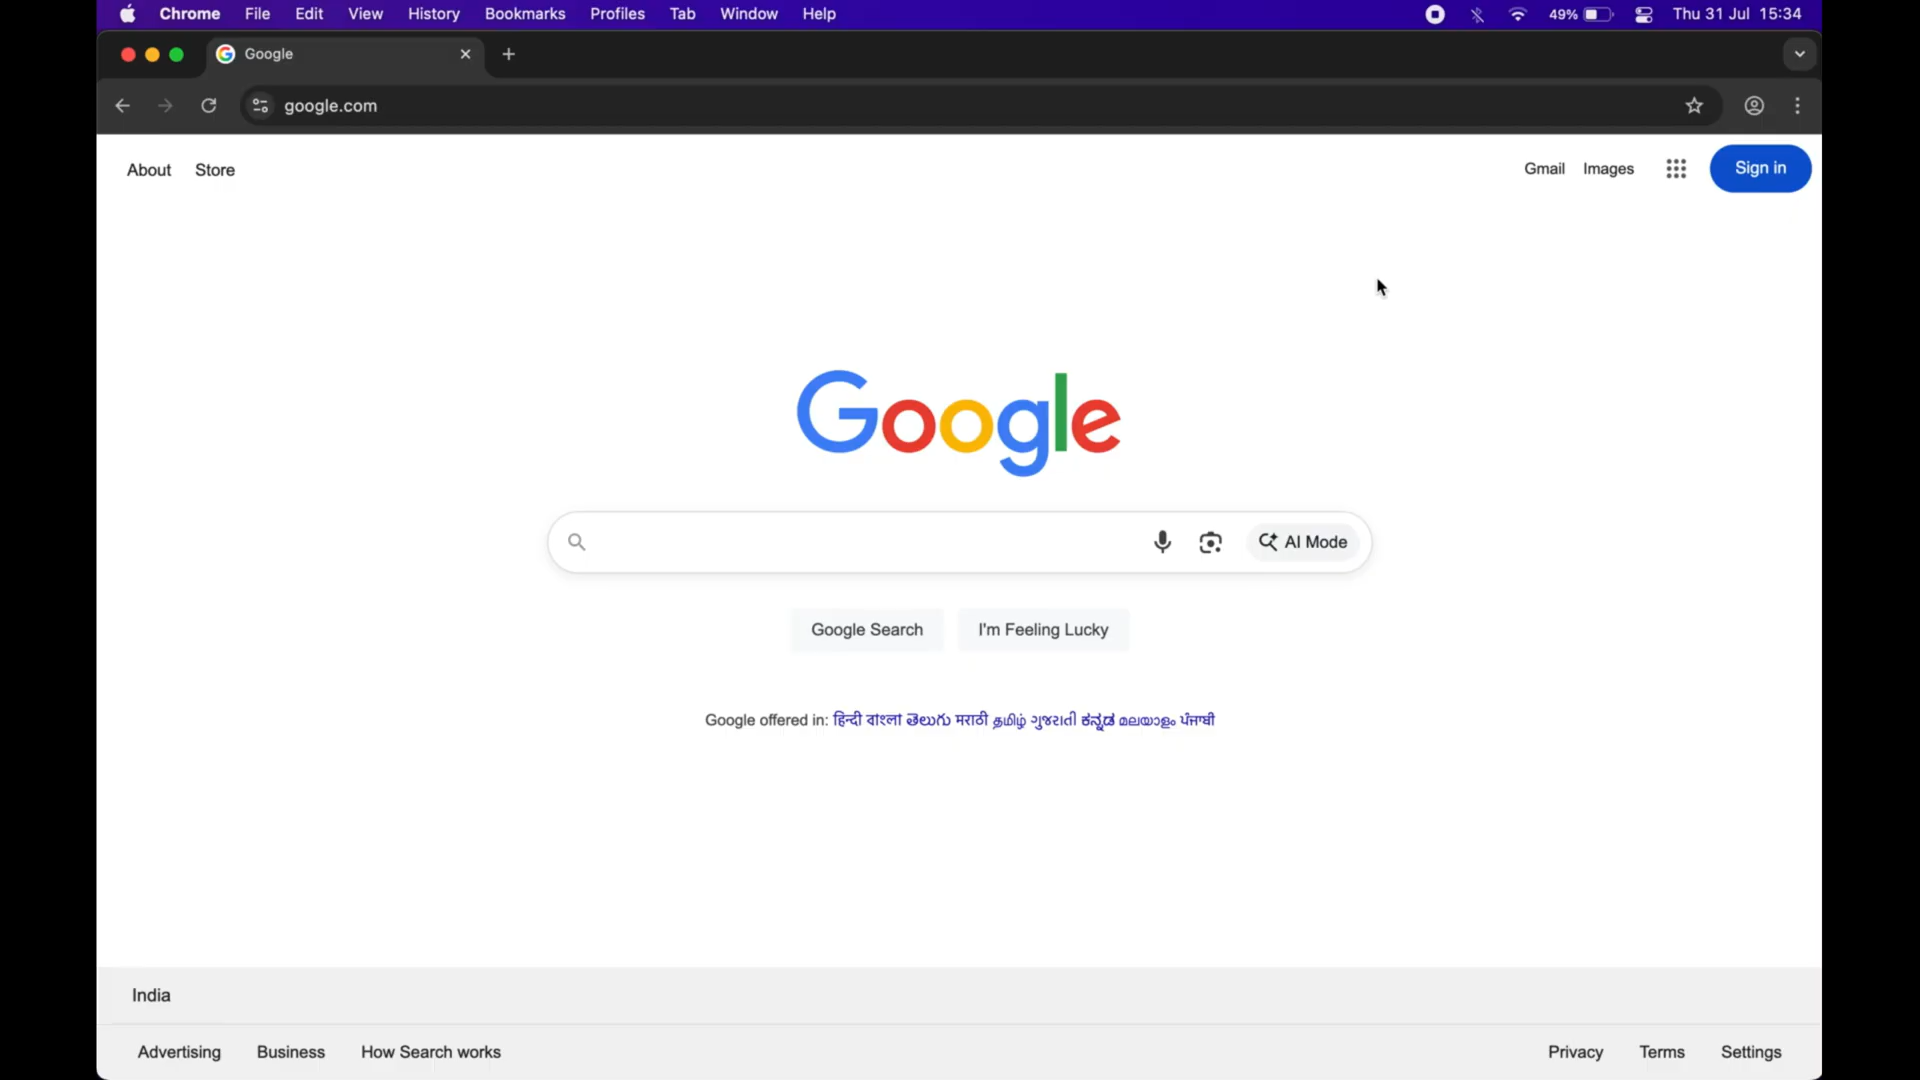 Chrome File Edit View History Bookmarks Profiles Tab Window Help 49% Thu 31 Jul 15:34
Google
google.com
About Store Gmail Images Sign in
Google
AI Mode
Google Search I'm Feeling Lucky
Google offered in: हिन्दी বাংলা తెలుగు मराठी தமிழ் ગુજરાતી ಕನ್ನಡ മലയാളം ਪੰਜਾਬੀ
India
Advertising Business How Search works Privacy Terms Settings